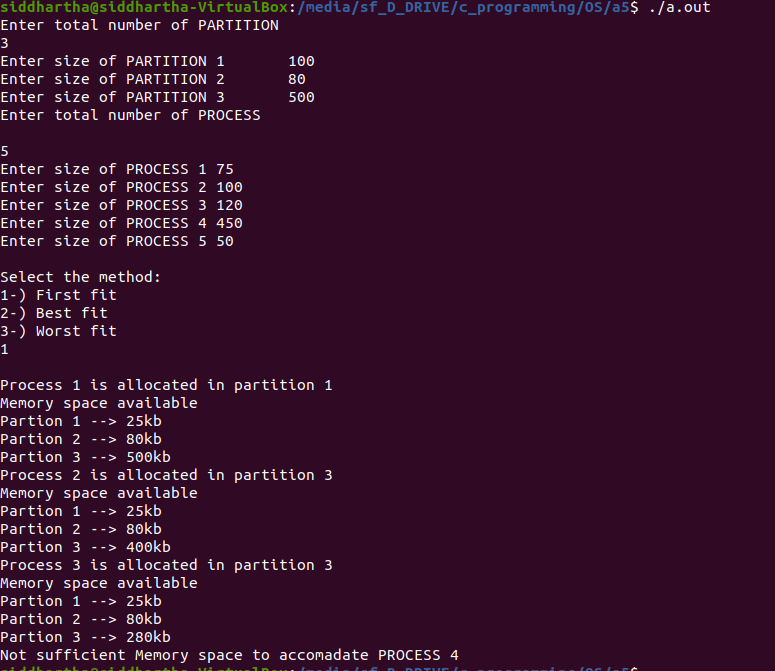 siddhartha@siddhartha-VirtualBox:/media/sf_D_DRIVE/c_programming/OS/a5$ ./a.out
Enter total number of PARTITION
3
Enter size of PARTITION 1 100
Enter size of PARTITION 2 80
Enter size of PARTITION 3 500
Enter total number of PROCESS
5
Enter size of PROCESS 1 75
Enter size of PROCESS 2 100
Enter size of PROCESS 3 120
Enter size of PROCESS 4 450
Enter size of PROCESS 5 50
Select the method:
1-) First fit
2-) Best fit
3-) Worst fit
1
Process 1 is allocated in partition 1
Memory space available
Partion 1 --> 25kb
Partion 2 --> 80kb
Partion 3 --> 500kb
Process 2 is allocated in partition 3
Memory space available
Partion 1 --> 25kb
Partion 2 --> 80kb
Partion 3 --> 400kb
Process 3 is allocated in partition 3
Memory space available
Partion 1 --> 25kb
Partion 2 --> 80kb
Partion 3 --> 280kb
Not sufficient Memory space to accomadate PROCESS 4
siddhartha@siddhartha-VirtualBox:/media/sf_D_DRIVE/c_programming/OS/a5$